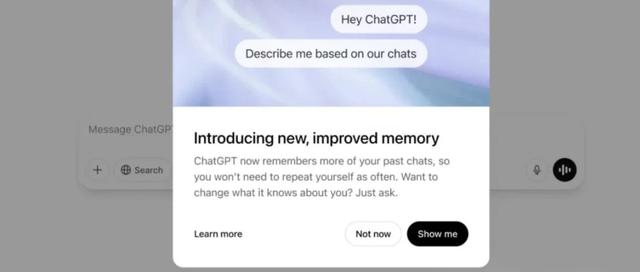 Hey ChatGPT!
Describe me based on our chats
Message ChatGPT
Introducing new, improved memory
ChatGPT now remembers more of your past chats, so
you won't need to repeat yourself as often. Want to
change what it knows about you? Just ask.
Search
Learn more
Not now
Show me